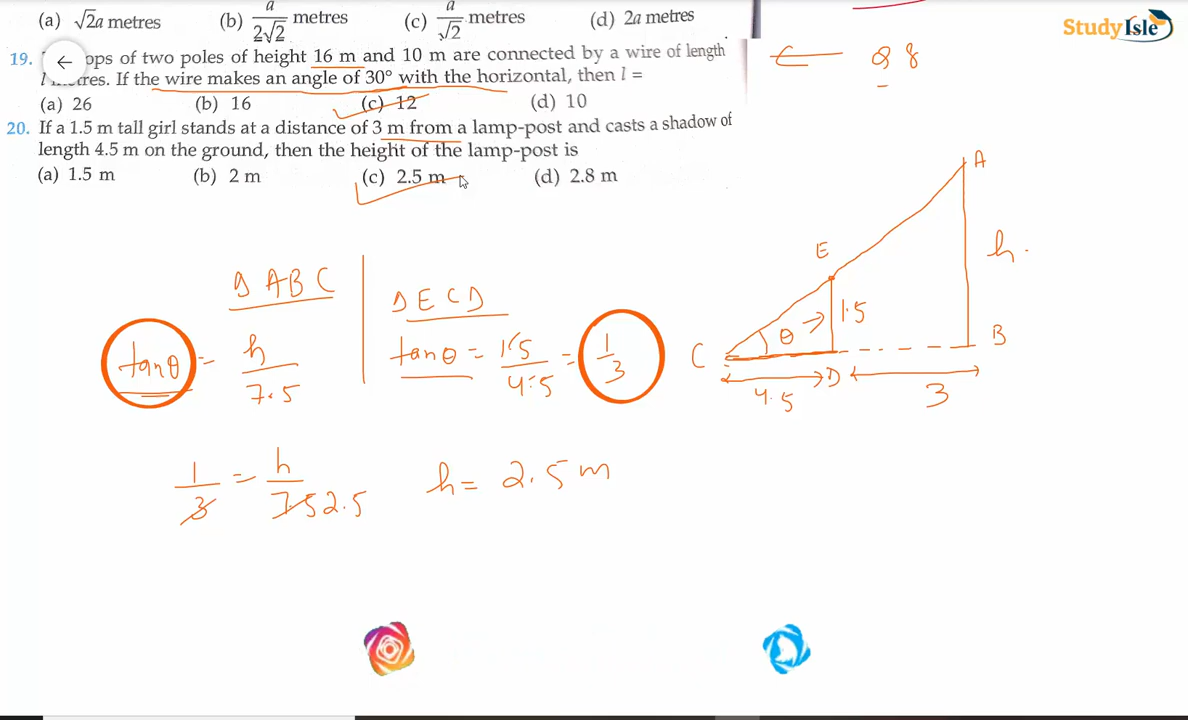 (a) √2a metres (b) a/2√2 metres (c) a/√2 metres (d) 2a metres
StudyIsle
19. ops of two poles of height 16 m and 10 m are connected by a wire of length
l tres. If the wire makes an angle of 30° with the horizontal, then l =
(a) 26 (b) 16 (c) 12 (d) 10
Q 8
20. If a 1.5 m tall girl stands at a distance of 3 m from a lamp-post and casts a shadow of
length 4.5 m on the ground, then the height of the lamp-post is
(a) 1.5 m (b) 2 m (c) 2.5 m (d) 2.8 m
A
E
h.
Δ ABC
Δ ECD
1.5
θ
B
C
tanθ = h/7.5
tanθ = 1.5/4.5 = 1/3
D
4.5
3
1/3 = h/7.5 2.5
h = 2.5 m